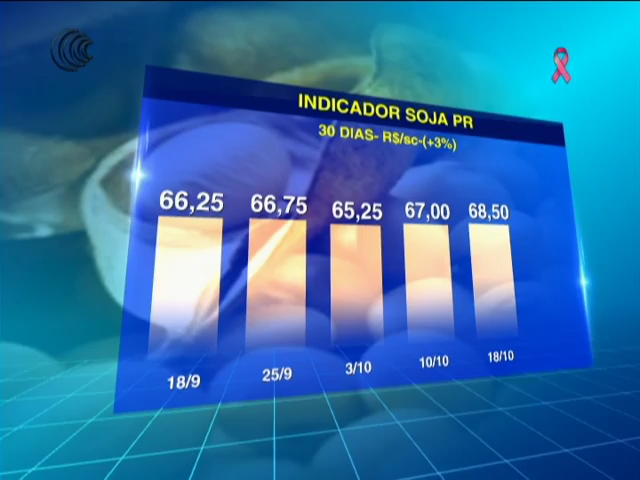 INDICADOR SOJA PR
30 DIAS- R$/sc-(+3%)
66,25 66,75 65,25 67,00 68,50
18/9 25/9 3/10 10/10 18/10